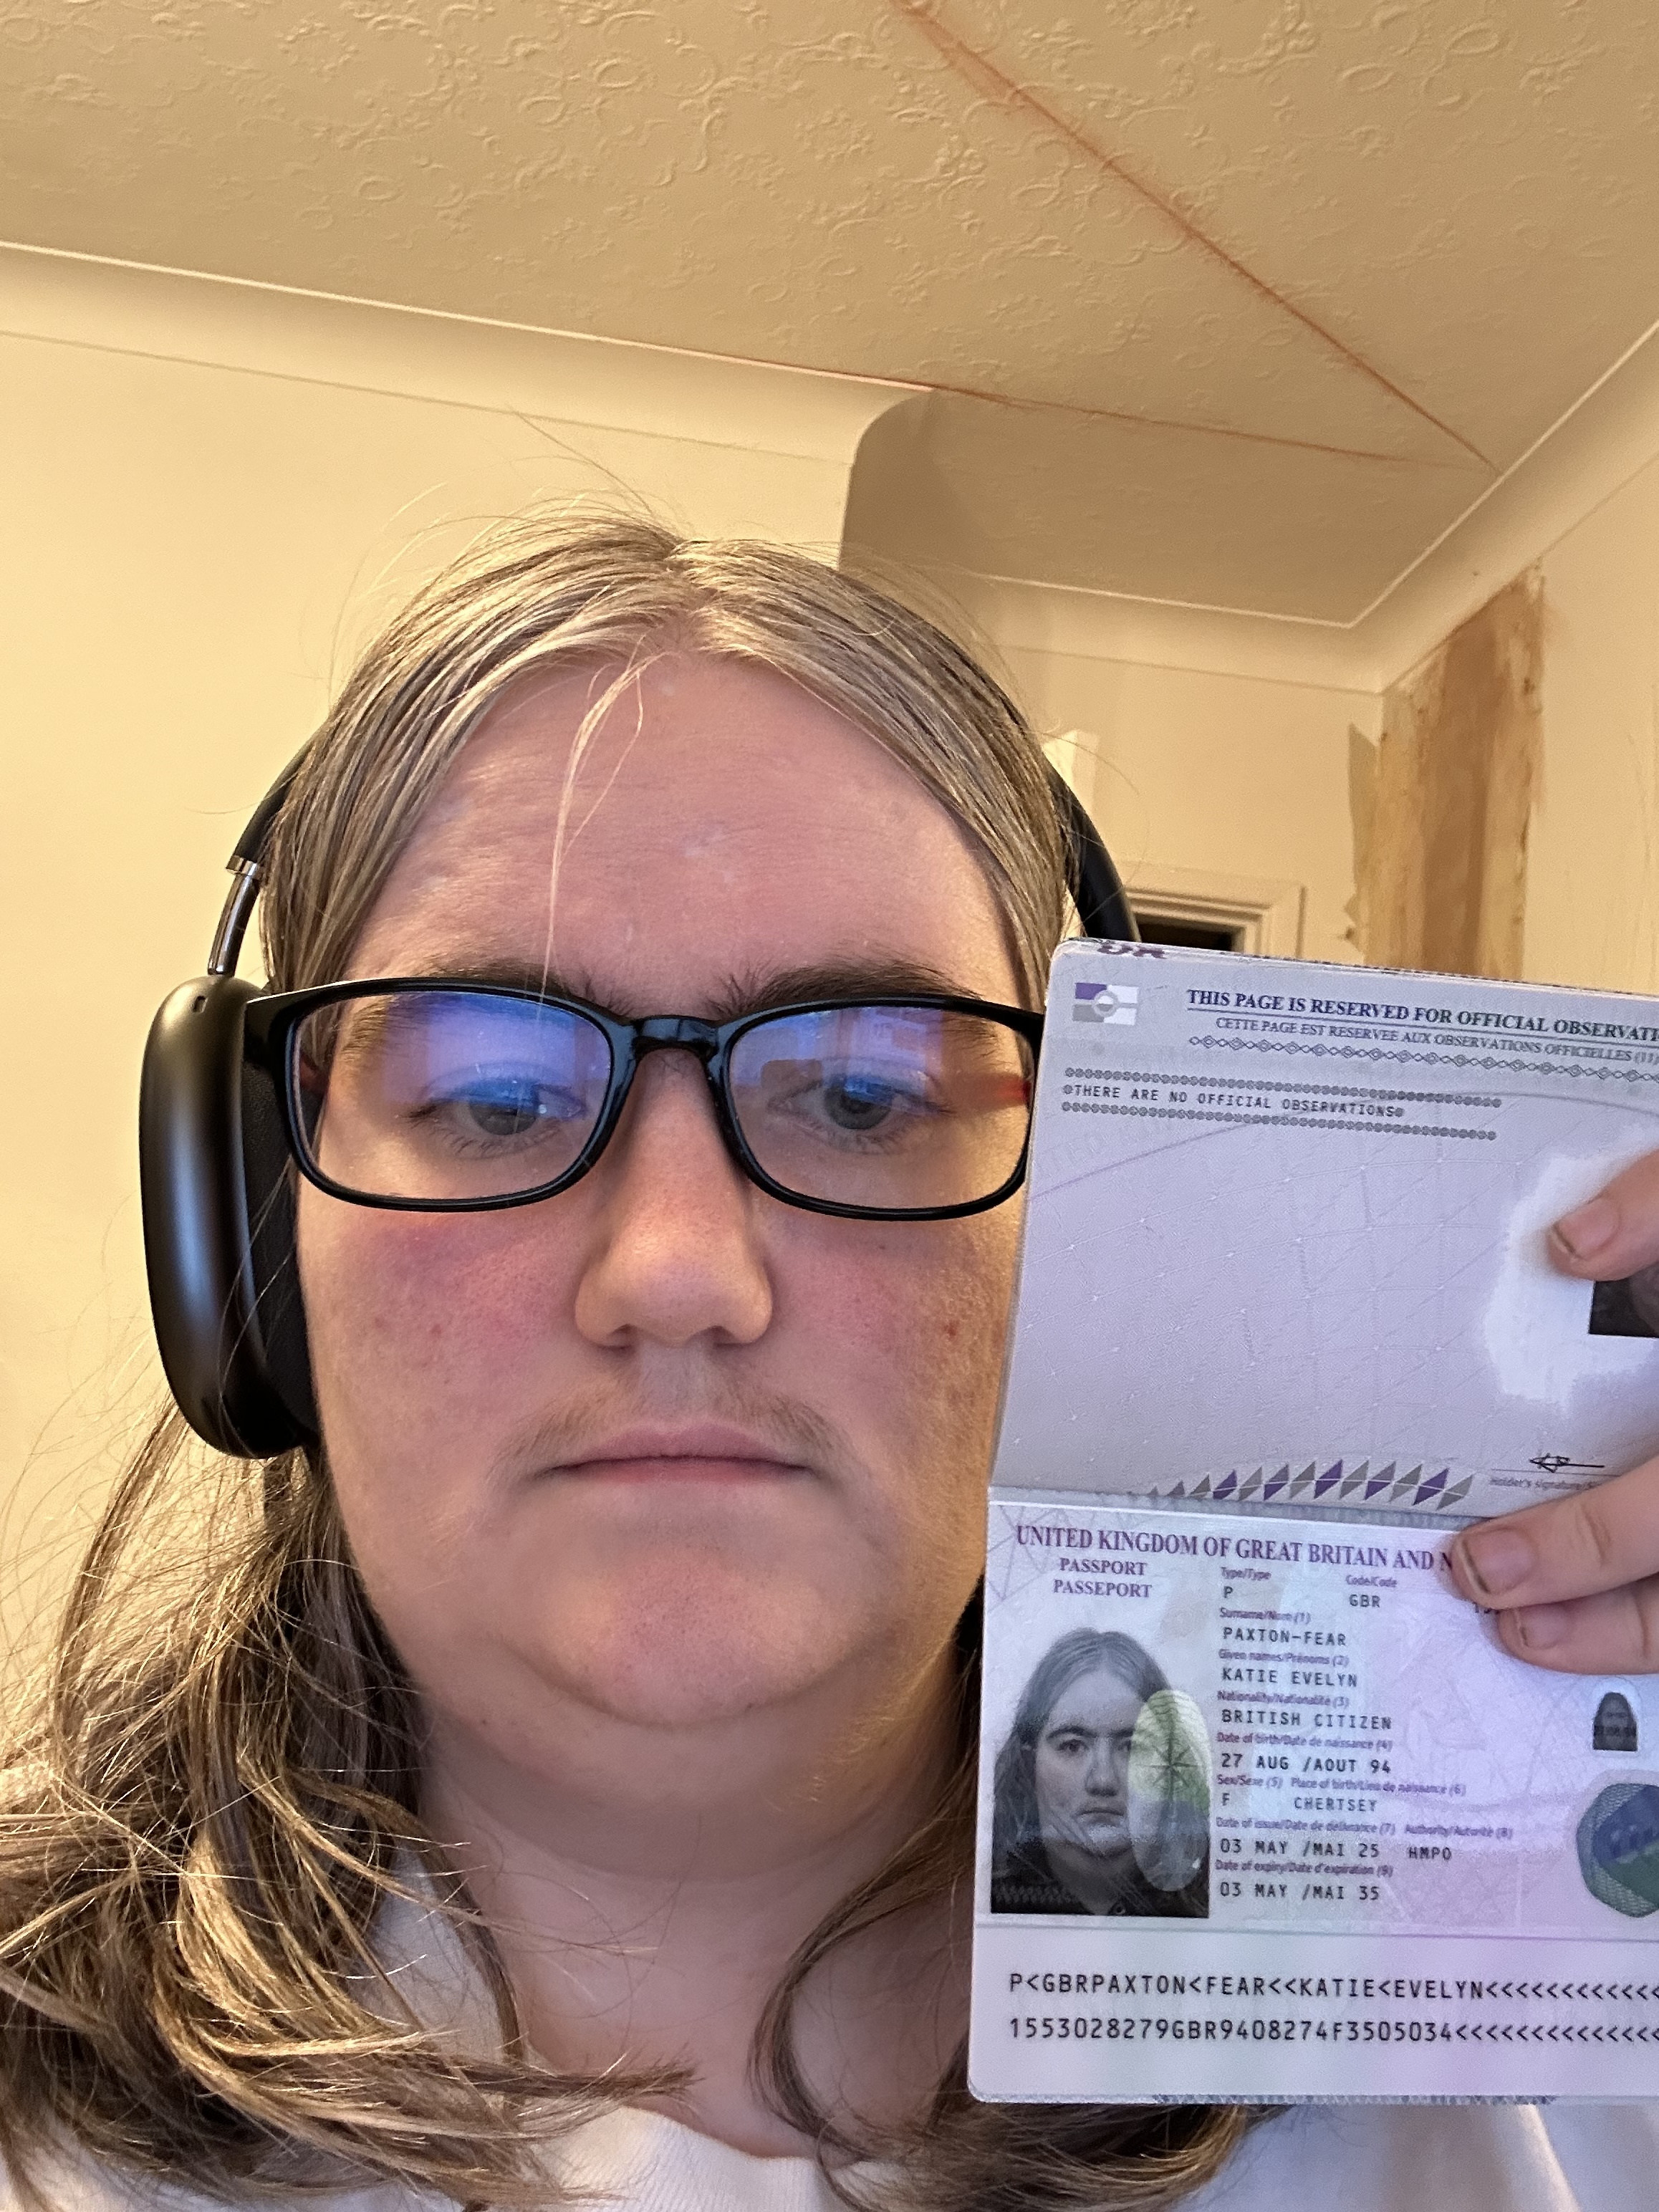 THIS PAGE IS RESERVED FOR OFFICIAL
CETTE PAGE EST RESERVEE AUX OBSERVATIONS OFFICIELLES (11)
THERE ARE NO OFFICIAL OBSERVATIONS
Holder's Signature
UNITED KINGDOM OF GREAT BRITAIN AND
PASSPORT
PASSEPORT
Type/Type Code/Code
P GBR
Surname/Nom (1)
PAXTON-FEAR
Given names/Prénoms (2)
KATIE EVELYN
Nationality/Nationalité (3)
BRITISH CITIZEN
Date of birth/Date de naissance (4)
27 AUG /AOUT 94
Sex/Sexe (5) Place of birth/Lieu de naissance (6)
F CHERTSEY
Date of issue/Date de délivrance (7) Authority/Autorité (8)
03 MAY /MAI 25 HMPO
Date of expiry/Date d'expiration (9)
03 MAY /MAI 35
P<GBRPAXTON<FEAR<<KATIE<EVELYN<<<<<<<<<<<<<
1553028279GBR9408274F3505034<<<<<<<<<<<<<<<